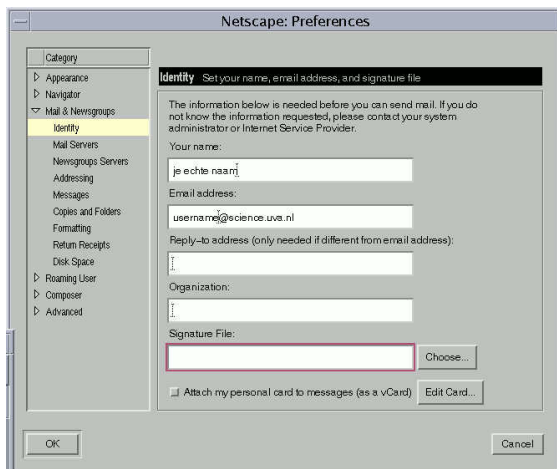 Netscape: Preferences
Category
Appearance
Navigator
Mail & Newsgroups
Identity
Mail Servers
Newsgroups Servers
Addressing
Messages
Copies and Folders
Formatting
Return Receipts
Disk Space
Roaming User
Composer
Advanced
Identity Set your name, email address, and signature file
The information below is needed before you can send mail. If you do
not know the information requested, please contact your system
administrator or Internet Service Provider.
Your name:
je echte naam
Email address:
username@science.uva.nl
Reply-to address (only needed if different from email address):
Organization:
Signature File:
Choose...
Attach my personal card to messages (as a vCard)
Edit Card...
OK
Cancel